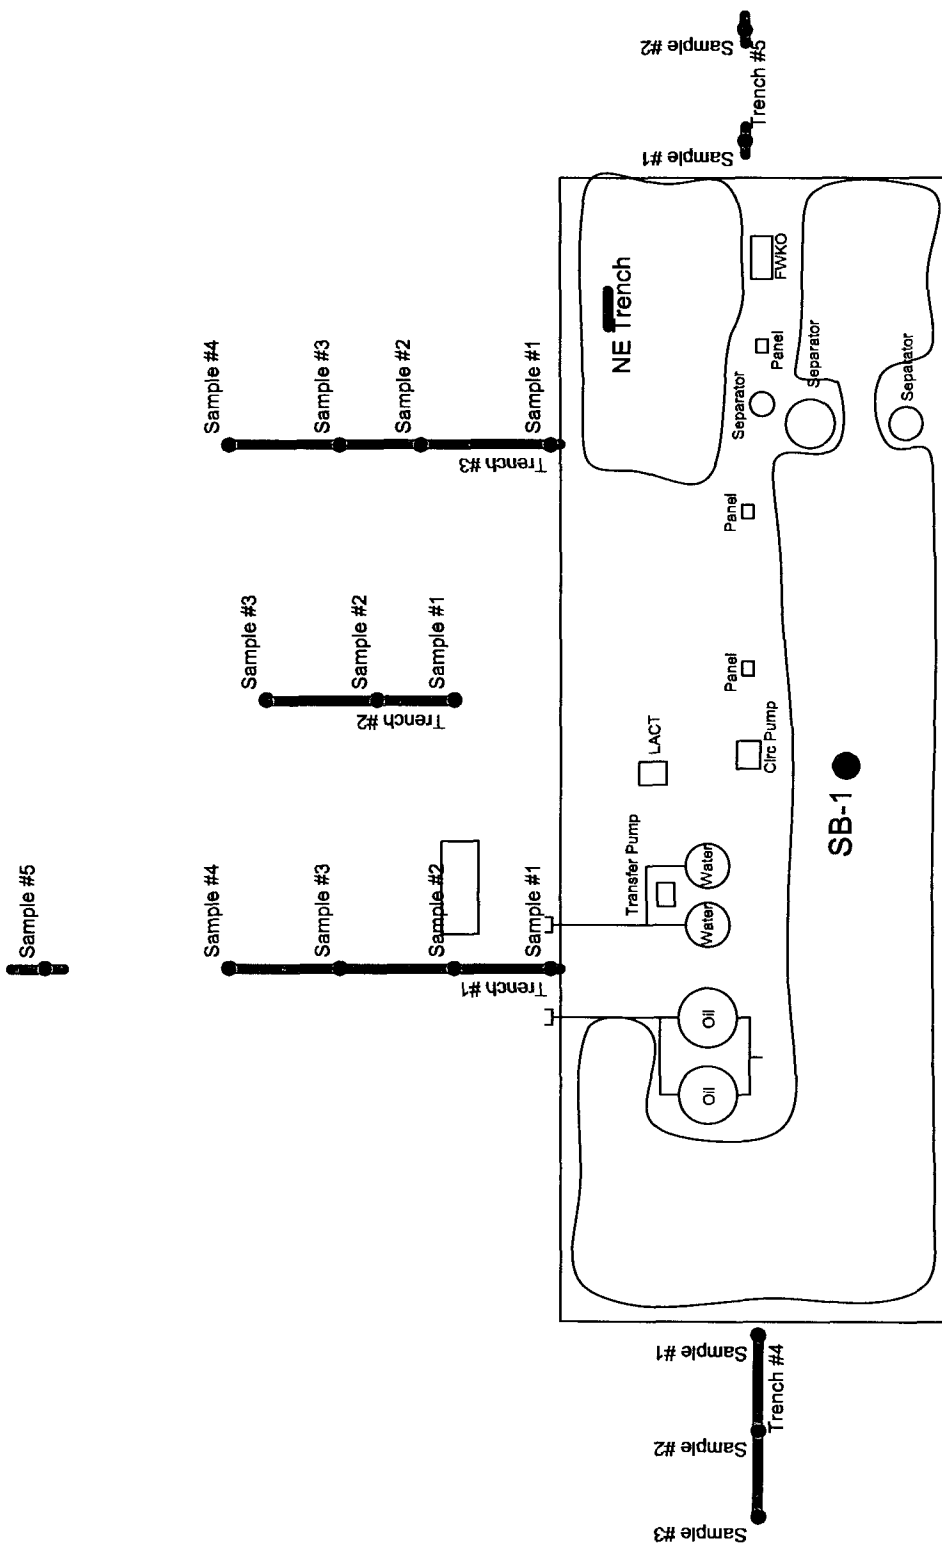 Sample #2
Trench #5
Sample #1
NE Trench
FWKO
Panel
Separator
Separator
Separator
Sample #4
Sample #3
Sample #2
Sample #1
Trench #3
Panel
Sample #3
Sample #2
Sample #1
Trench #2
Panel
LACT
Circ Pump
SB-1
Transfer Pump
Water
Water
Sample #5
Sample #4
Sample #3
Sample #2
Sample #1
Trench #1
Oil
Oil
Sample #1
Trench #4
Sample #2
Sample #3